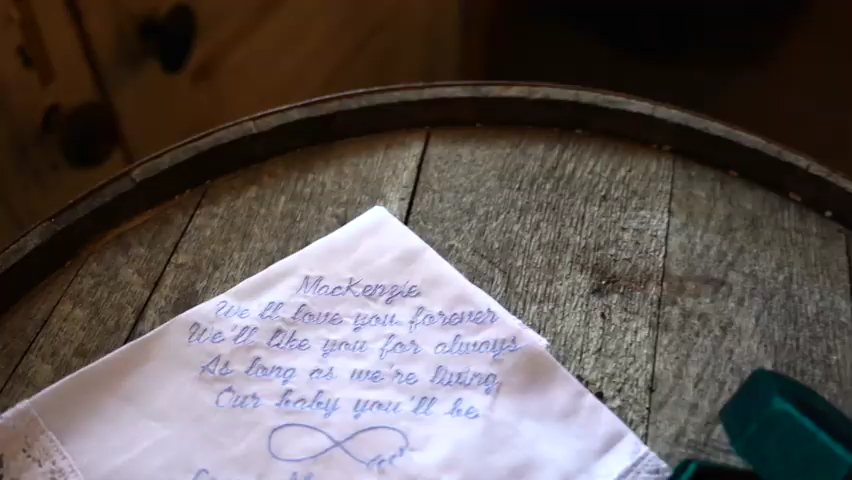 MacKenzie
We'll love you forever
We'll like you for always
As long as we're living
Our baby you'll be